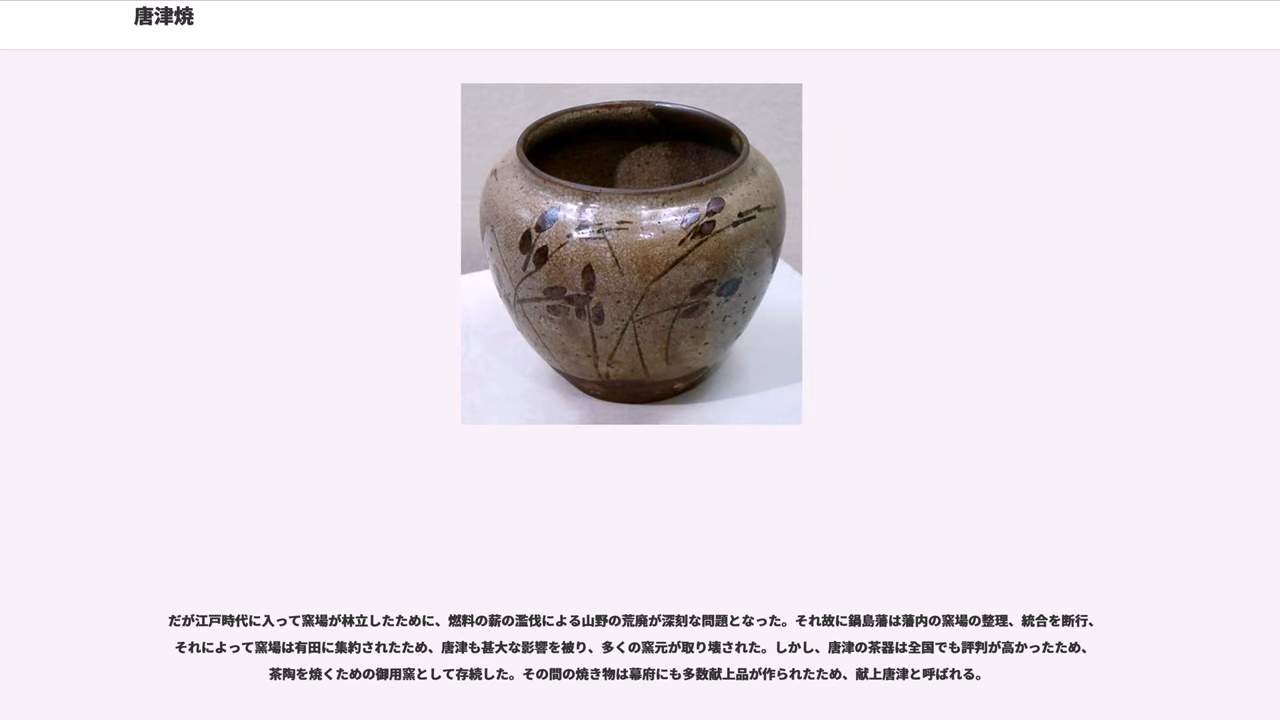 唐津焼
だが江戸時代に入って窯場が林立したために、燃料の薪の濫伐による山野の荒廃が深刻な問題となった。それ故に鍋島藩は藩内の窯場の整理、統合を断行、
それによって窯場は有田に集約されたため、唐津も甚大な影響を被り、多くの窯元が取り壊された。しかし、唐津の茶器は全国でも評判が高かったため、
茶陶を焼くための御用窯として存続した。その間の焼き物は幕府にも多数献上品が作られたため、献上唐津と呼ばれる。